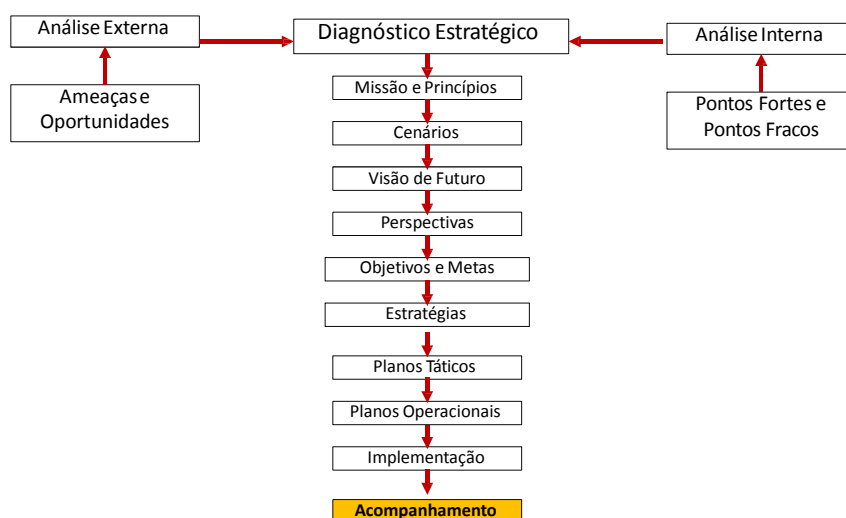 Análise Externa
Diagnóstico Estratégico
Análise Interna
Ameaças e
Oportunidades
Pontos Fortes e
Pontos Fracos
Missão e Princípios
Cenários
Visão de Futuro
Perspectivas
Objetivos e Metas
Estratégias
Planos Táticos
Planos Operacionais
Implementação
Acompanhamento